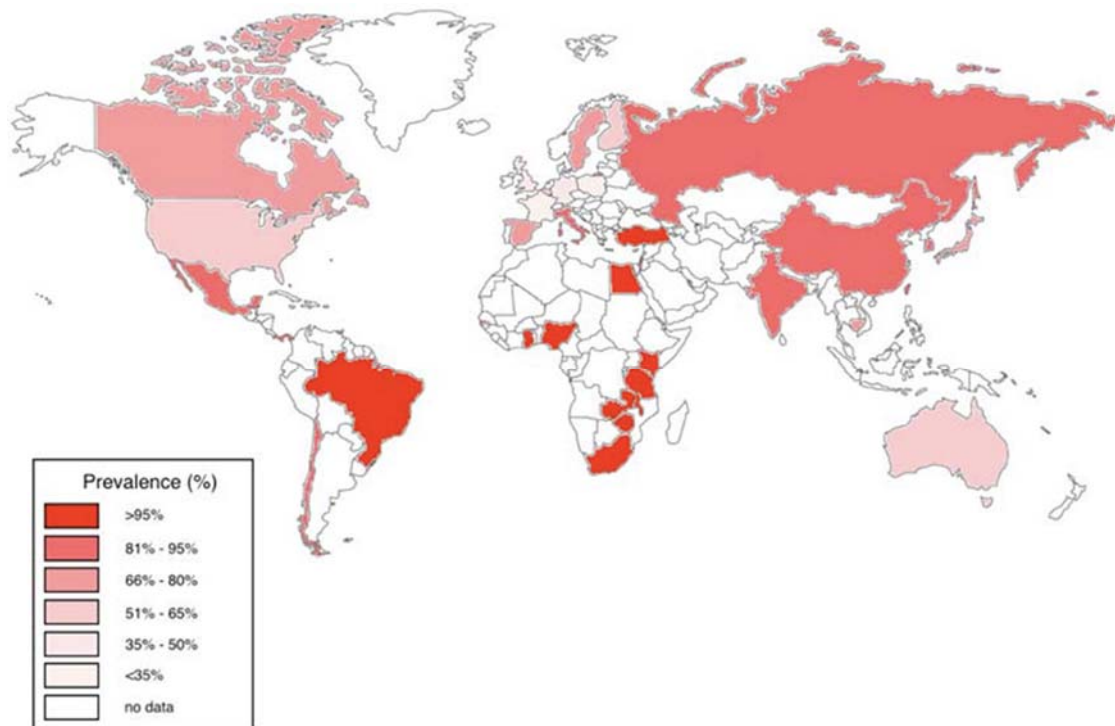 Prevalence (%)
>95%
81% - 95%
66% - 80%
51% - 65%
35% - 50%
<35%
no data